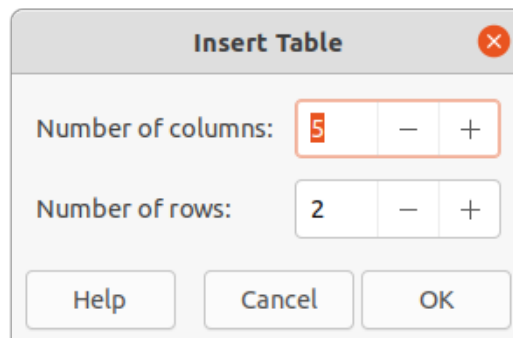 Insert Table
Number of columns: 5 − +
Number of rows: 2 − +
Help Cancel OK